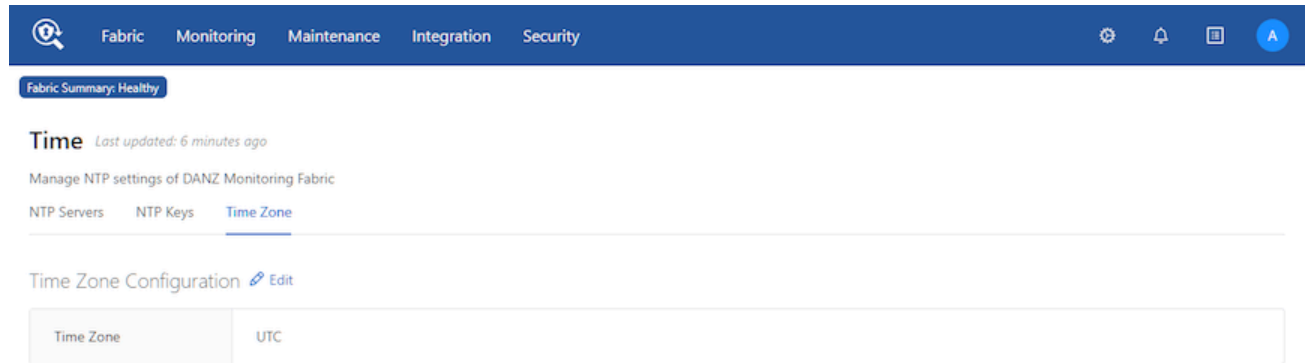 Fabric Monitoring Maintenance Integration Security A
Fabric Summary: Healthy
Time Last updated: 6 minutes ago
Manage NTP settings of DANZ Monitoring Fabric
NTP Servers NTP Keys Time Zone
Time Zone Configuration Edit
Time Zone UTC